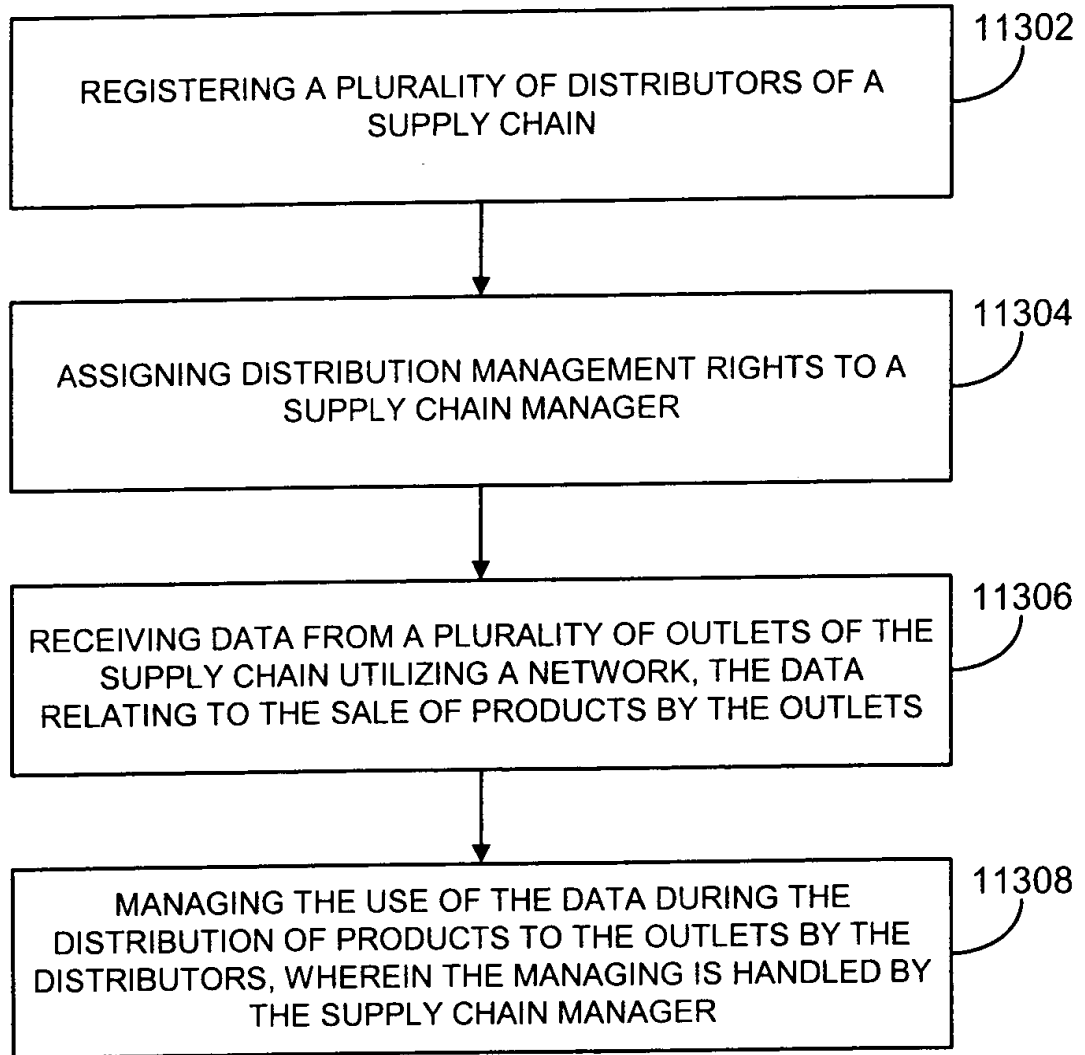 11302
REGISTERING A PLURALITY OF DISTRIBUTORS OF A
SUPPLY CHAIN
11304
ASSIGNING DISTRIBUTION MANAGEMENT RIGHTS TO A
SUPPLY CHAIN MANAGER
11306
RECEIVING DATA FROM A PLURALITY OF OUTLETS OF THE
SUPPLY CHAIN UTILIZING A NETWORK, THE DATA
RELATING TO THE SALE OF PRODUCTS BY THE OUTLETS
11308
MANAGING THE USE OF THE DATA DURING THE
DISTRIBUTION OF PRODUCTS TO THE OUTLETS BY THE
DISTRIBUTORS, WHEREIN THE MANAGING IS HANDLED BY
THE SUPPLY CHAIN MANAGER